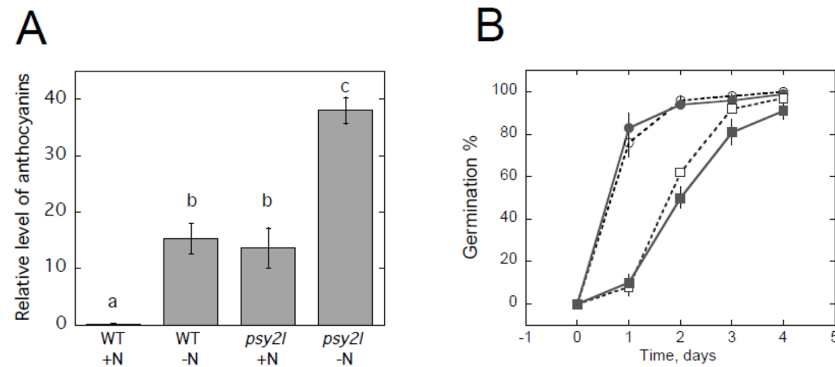 A
Relative level of anthocyanins
40
30
20
10
0
a
b
b
c
WT
+N
WT
-N
psy2l
+N
psy2l
-N
B
Germination %
100
80
60
40
20
0
-1 0 1 2 3 4 5
Time, days